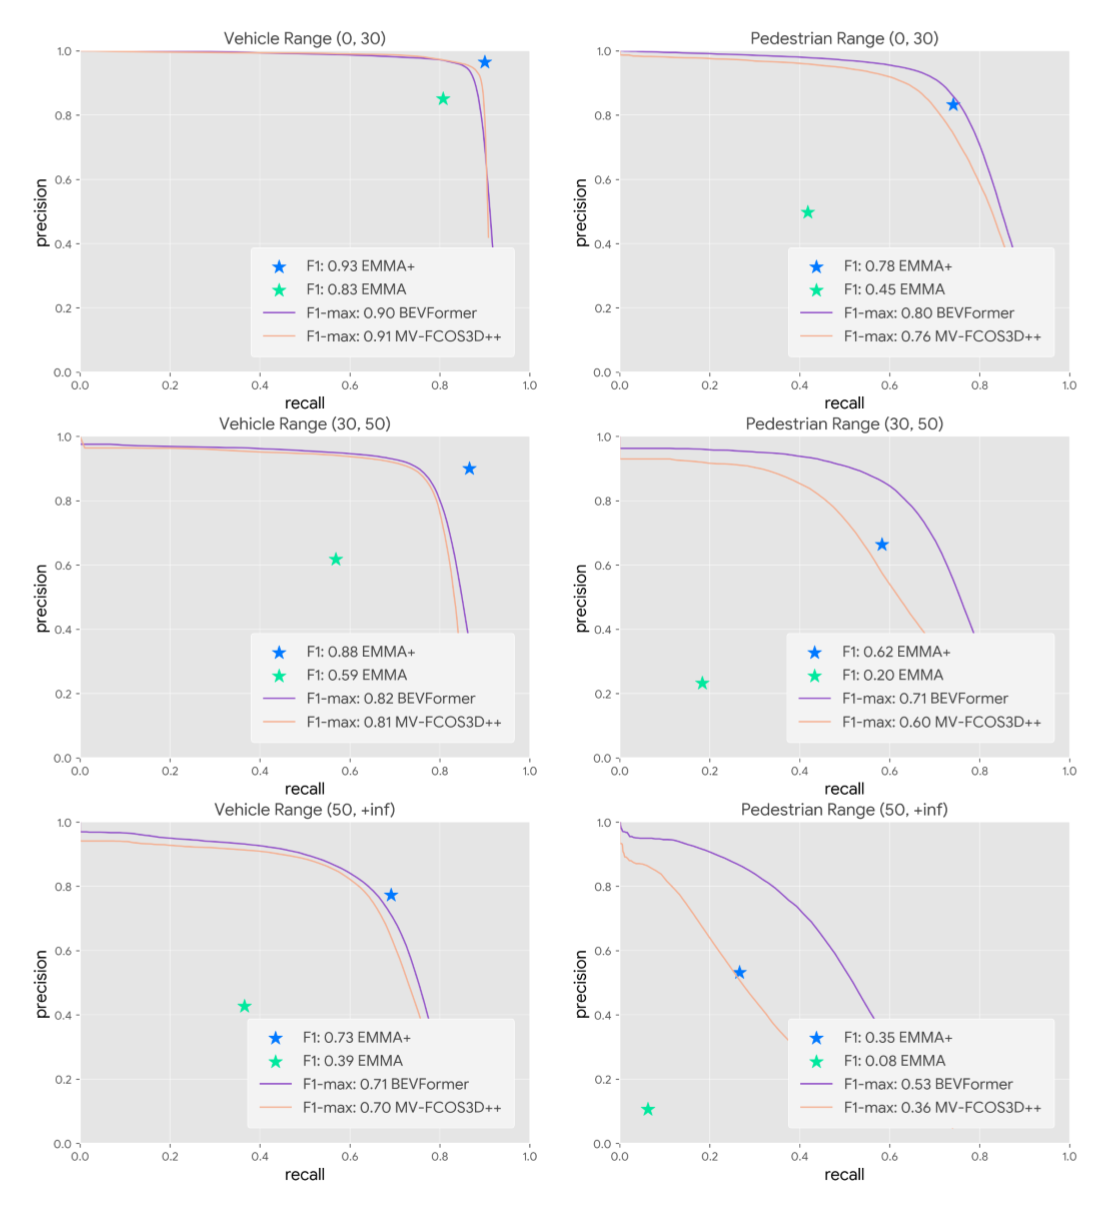 Vehicle Range (0, 30)
precision
1.0
0.8
0.6
0.4
0.2
0.0
F1: 0.93 EMMA+
F1: 0.83 EMMA
F1-max: 0.90 BEVFormer
F1-max: 0.91 MV-FCOS3D++
0.0 0.2 0.4 0.6 0.8 1.0
recall
Pedestrian Range (0, 30)
precision
1.0
0.8
0.6
0.4
0.2
0.0
F1: 0.78 EMMA+
F1: 0.45 EMMA
F1-max: 0.80 BEVFormer
F1-max: 0.76 MV-FCOS3D++
0.0 0.2 0.4 0.6 0.8 1.0
recall
Vehicle Range (30, 50)
precision
1.0
0.8
0.6
0.4
0.2
0.0
F1: 0.88 EMMA+
F1: 0.59 EMMA
F1-max: 0.82 BEVFormer
F1-max: 0.81 MV-FCOS3D++
0.0 0.2 0.4 0.6 0.8 1.0
recall
Pedestrian Range (30, 50)
precision
1.0
0.8
0.6
0.4
0.2
0.0
F1: 0.62 EMMA+
F1: 0.20 EMMA
F1-max: 0.71 BEVFormer
F1-max: 0.60 MV-FCOS3D++
0.0 0.2 0.4 0.6 0.8 1.0
recall
Vehicle Range (50, +inf)
precision
1.0
0.8
0.6
0.4
0.2
0.0
F1: 0.73 EMMA+
F1: 0.39 EMMA
F1-max: 0.71 BEVFormer
F1-max: 0.70 MV-FCOS3D++
0.0 0.2 0.4 0.6 0.8 1.0
recall
Pedestrian Range (50, +inf)
precision
1.0
0.8
0.6
0.4
0.2
0.0
F1: 0.35 EMMA+
F1: 0.08 EMMA
F1-max: 0.53 BEVFormer
F1-max: 0.36 MV-FCOS3D++
0.0 0.2 0.4 0.6 0.8 1.0
recall